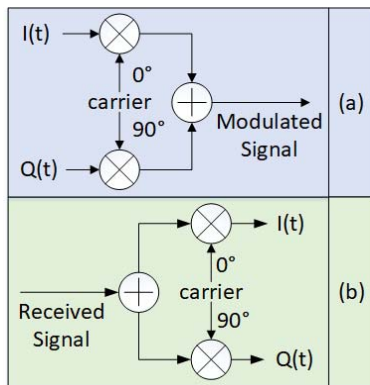 I(t)
0°
carrier
90°
Q(t)
Modulated
Signal
(a)
I(t)
0°
carrier
90°
Received
Signal
Q(t)
(b)